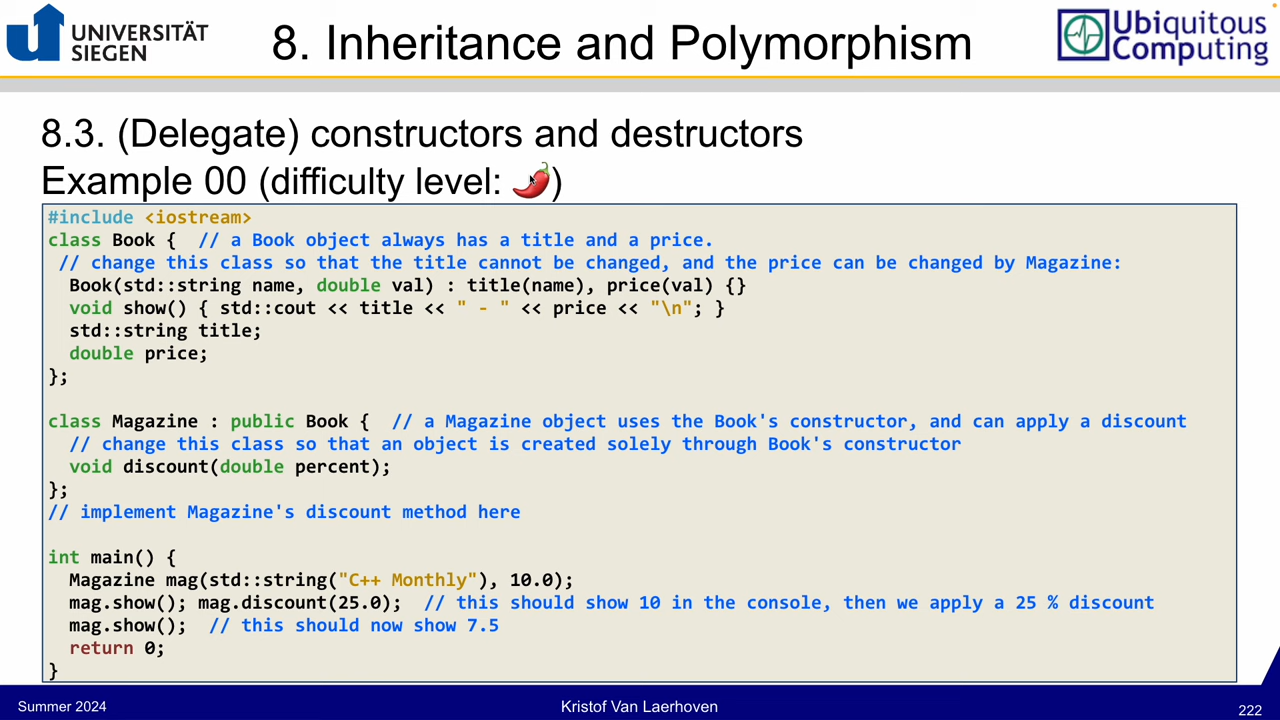 UNIVERSITÄT
SIEGEN
8. Inheritance and Polymorphism
Ubiquitous
Computing
8.3. (Delegate) constructors and destructors
Example 00 (difficulty level: 🌶️)
#include <iostream>
class Book {  // a Book object always has a title and a price.
 // change this class so that the title cannot be changed, and the price can be changed by Magazine:
  Book(std::string name, double val) : title(name), price(val) {}
  void show() { std::cout << title << " - " << price << "\n"; }
  std::string title;
  double price;
};
class Magazine : public Book {  // a Magazine object uses the Book's constructor, and can apply a discount
  // change this class so that an object is created solely through Book's constructor
  void discount(double percent);
};
// implement Magazine's discount method here
int main() {
  Magazine mag(std::string("C++ Monthly"), 10.0);
  mag.show(); mag.discount(25.0);  // this should show 10 in the console, then we apply a 25 % discount
  mag.show();  // this should now show 7.5
  return 0;
}
Summer 2024
Kristof Van Laerhoven
222